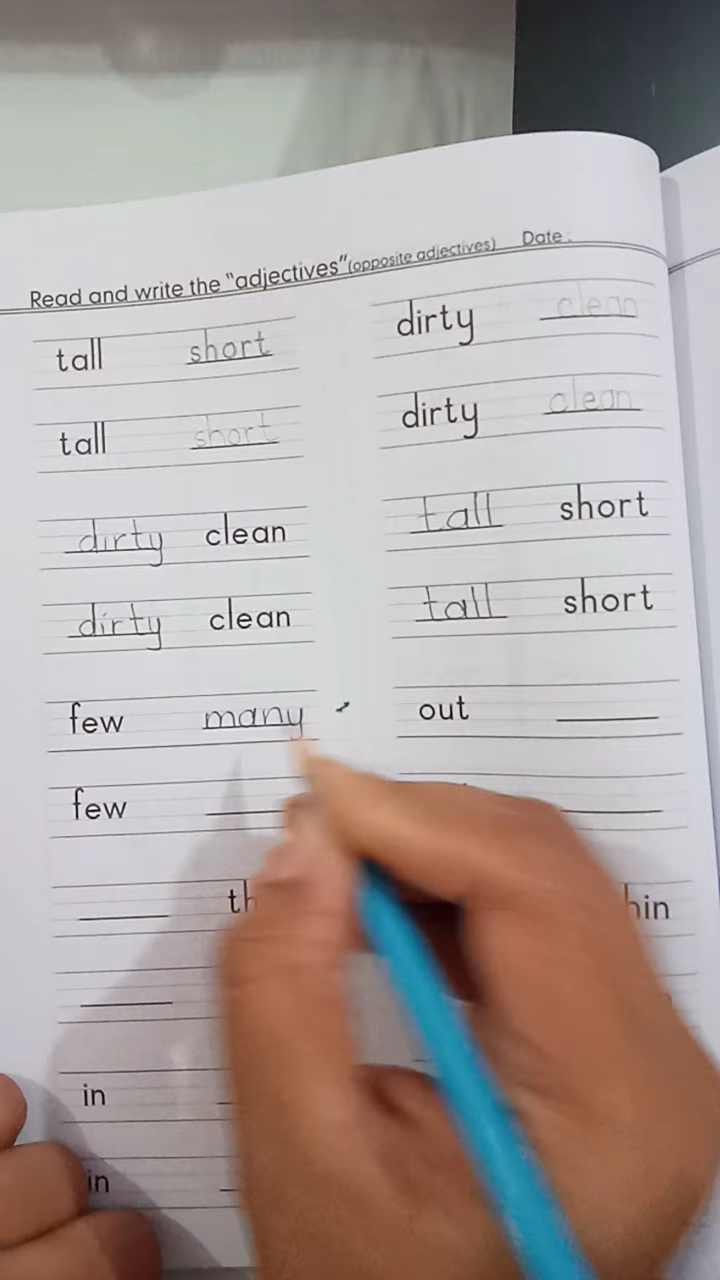 Read and write the "adjectives" (opposite adjectives) Date:
tall short
tall short
dirty clean
dirty clean
few many
few
in
in
dirty clean
dirty clean
tall short
tall short
out